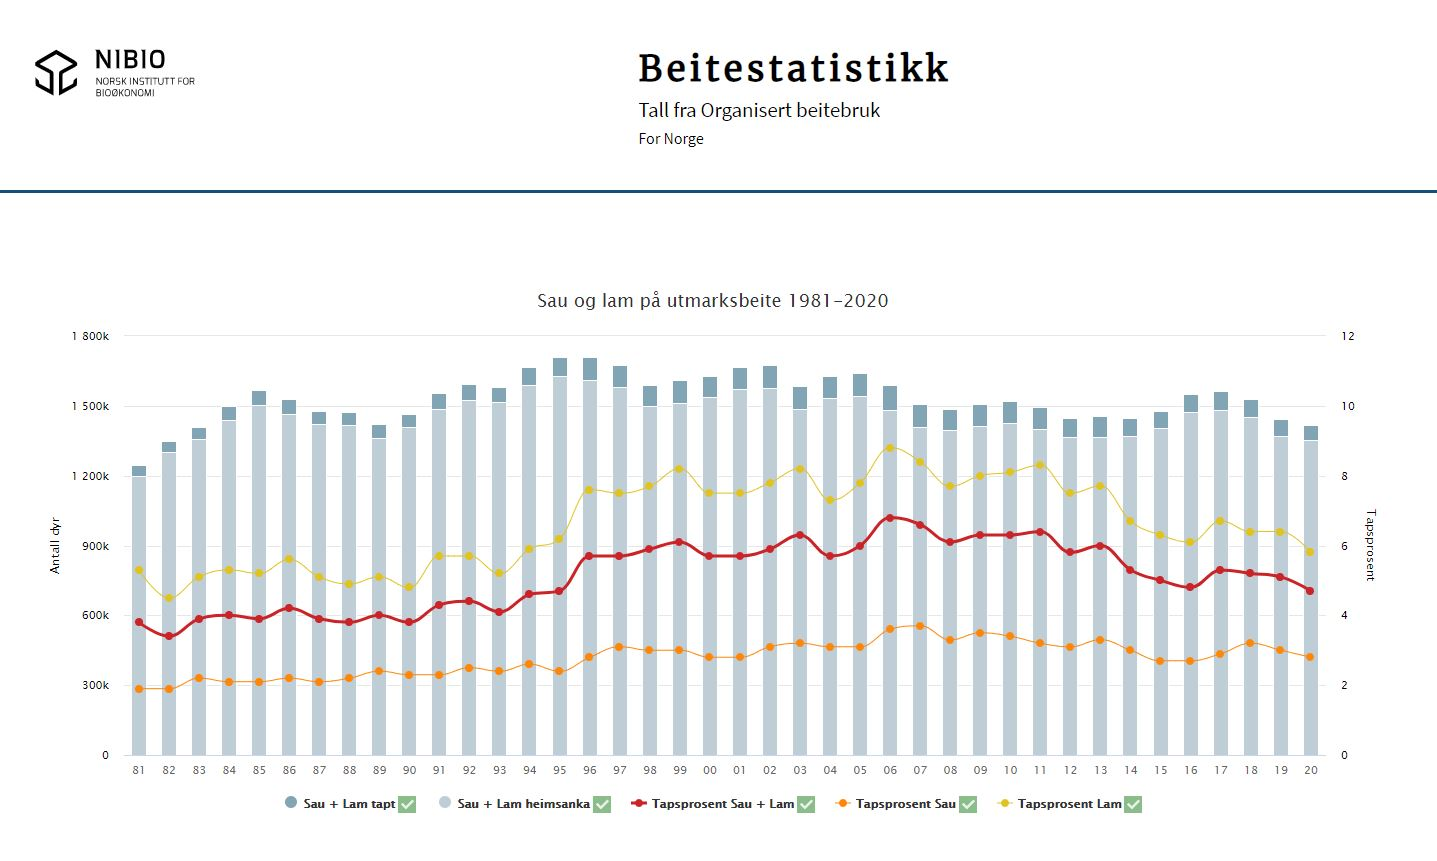 NIBIO
NORSK INSTITUTT FOR
BIOØKONOMI
Beitestatistikk
Tall fra Organisert beitebruk
For Norge
Sau og lam på utmarksbeite 1981-2020
Antall dyr
1 800k
1 500k
1 200k
900k
600k
300k
0
12
10
8
6
4
2
0
Tapsprosent
81 82 83 84 85 86 87 88 89 90 91 92 93 94 95 96 97 98 99 00 01 02 03 04 05 06 07 08 09 10 11 12 13 14 15 16 17 18 19 20
Sau + Lam tapt Sau + Lam heimsanka Tapsprosent Sau + Lam Tapsprosent Sau Tapsprosent Lam